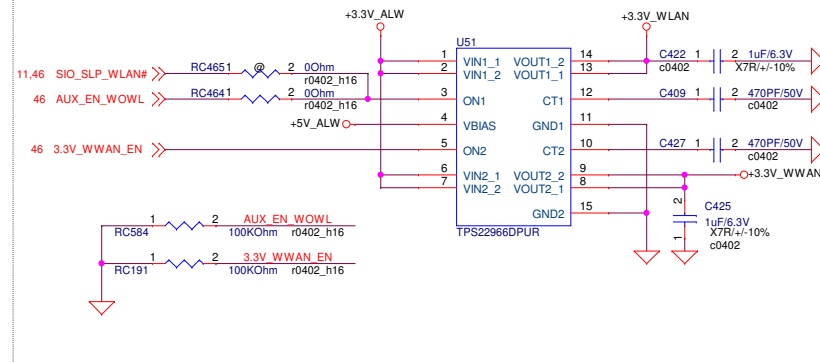 +3.3V_ALW
+3.3V_WLAN
U51
11,46 SIO_SLP_WLAN# RC465 1 @ 2 0Ohm
r0402_h16
46 AUX_EN_WOWL RC464 1 2 0Ohm
r0402_h16
+5V_ALW
46 3.3V_WWAN_EN
1 VIN1_1 VOUT1_2 14
2 VIN1_2 VOUT1_1 13
3 ON1 CT1 12
4 VBIAS GND1 11
5 ON2 CT2 10
6 VIN2_1 VOUT2_2 9
7 VIN2_2 VOUT2_1 8
GND2 15
TPS22966DPUR
C422 1 2 1uF/6.3V
X7R/+/-10%
c0402
C409 1 2 470PF/50V
c0402
C427 1 2 470PF/50V
c0402
+3.3V_WWAN
2 C425
1uF/6.3V
X7R/+/-10%
1 c0402
1 2 AUX_EN_WOWL
RC584 100KOhm r0402_h16
1 2 3.3V_WWAN_EN
RC191 100KOhm r0402_h16